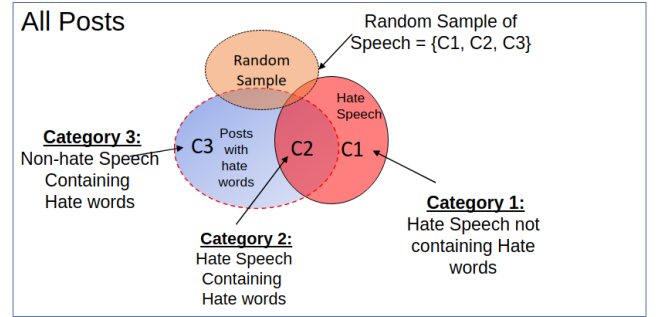 All Posts
Random Sample of
Speech = {C1, C2, C3}
Random
Sample
Hate
Speech
Category 3:
Non-hate Speech
Containing
Hate words
C3
Posts
with
hate
words
C2
C1
Category 1:
Hate Speech not
containing Hate
words
Category 2:
Hate Speech
Containing
Hate words